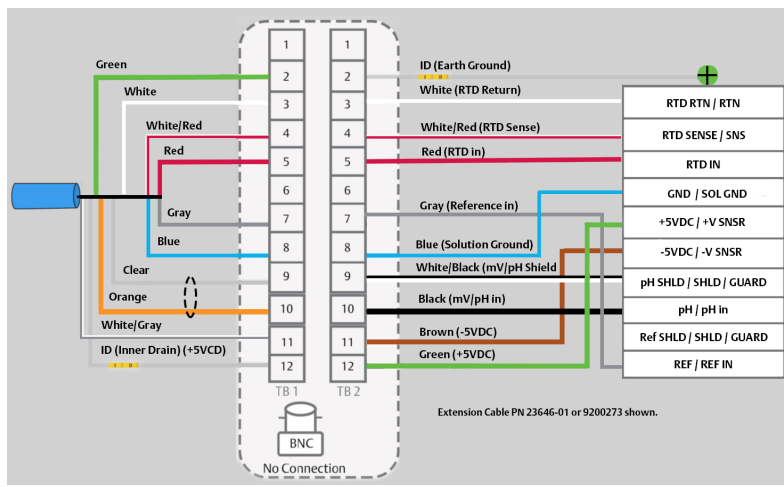 Green
White
White/Red
Red
Gray
Blue
Clear
Orange
White/Gray
ID (Inner Drain) (+5VCD)
I D
1 1
2 2
3 3
4 4
5 5
6 6
7 7
8 8
9 9
10 10
11 11
12 12
TB 1 TB 2
BNC
No Connection
ID (Earth Ground)
I D
White (RTD Return)
White/Red (RTD Sense)
Red (RTD in)
Gray (Reference in)
Blue (Solution Ground)
White/Black (mV/pH Shield
Black (mV/pH in)
Brown (-5VDC)
Green (+5VDC)
RTD RTN / RTN
RTD SENSE / SNS
RTD IN
GND / SOL GND
+5VDC / +V SNSR
-5VDC / -V SNSR
pH SHLD / SHLD / GUARD
pH / pH in
Ref SHLD / SHLD / GUARD
REF / REF IN
Extension Cable PN 23646-01 or 9200273 shown.